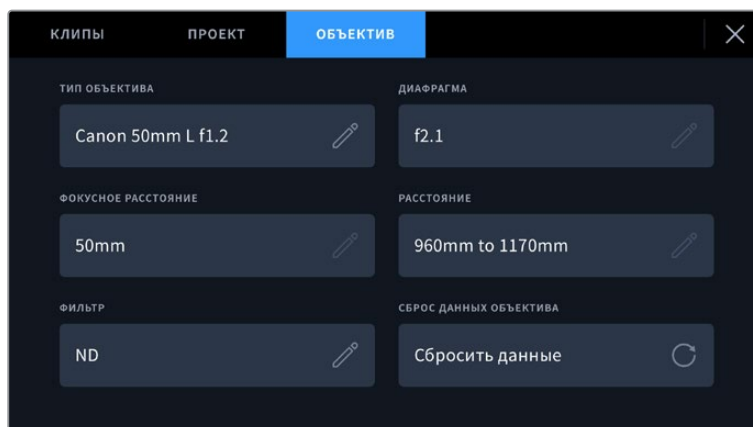 КЛИПЫ ПРОЕКТ ОБЪЕКТИВ
ТИП ОБЪЕКТИВА
Canon 50mm L f1.2
ДИАФРАГМА
f2.1
ФОКУСНОЕ РАССТОЯНИЕ
50mm
РАССТОЯНИЕ
960mm to 1170mm
ФИЛЬТР
ND
СБРОС ДАННЫХ ОБЪЕКТИВА
Сбросить данные